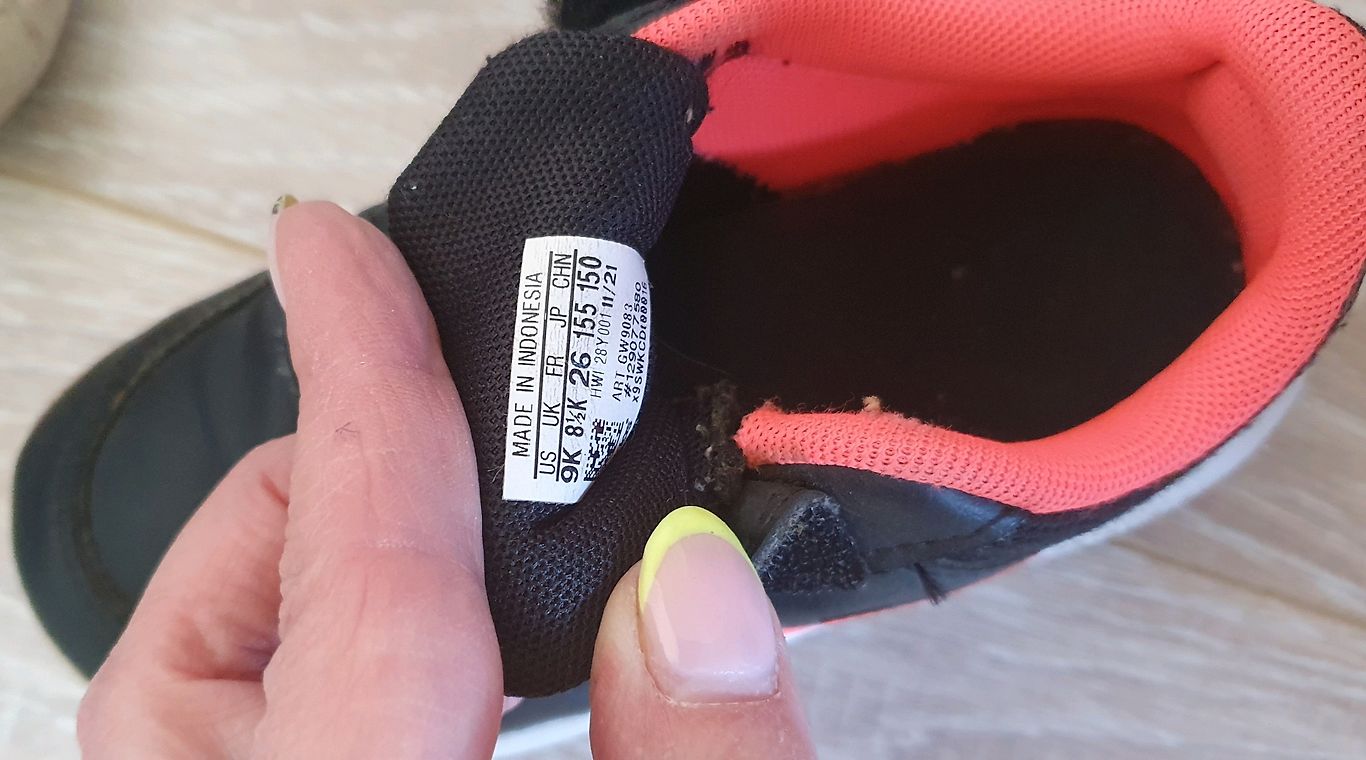 MADE IN INDONESIA
US UK FR JP CHN
9K 8½K 26 155 150
HWI 28Y001 11/21
ART GW9083
#129077580